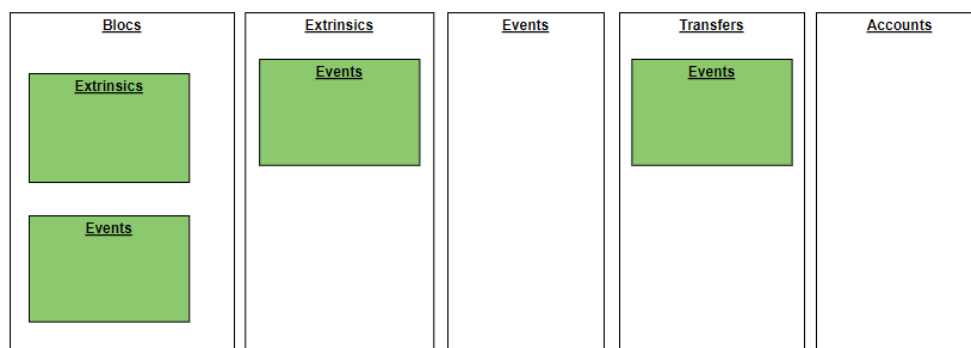 Blocs
Extrinsics
Events
Extrinsics
Events
Events
Transfers
Events
Accounts